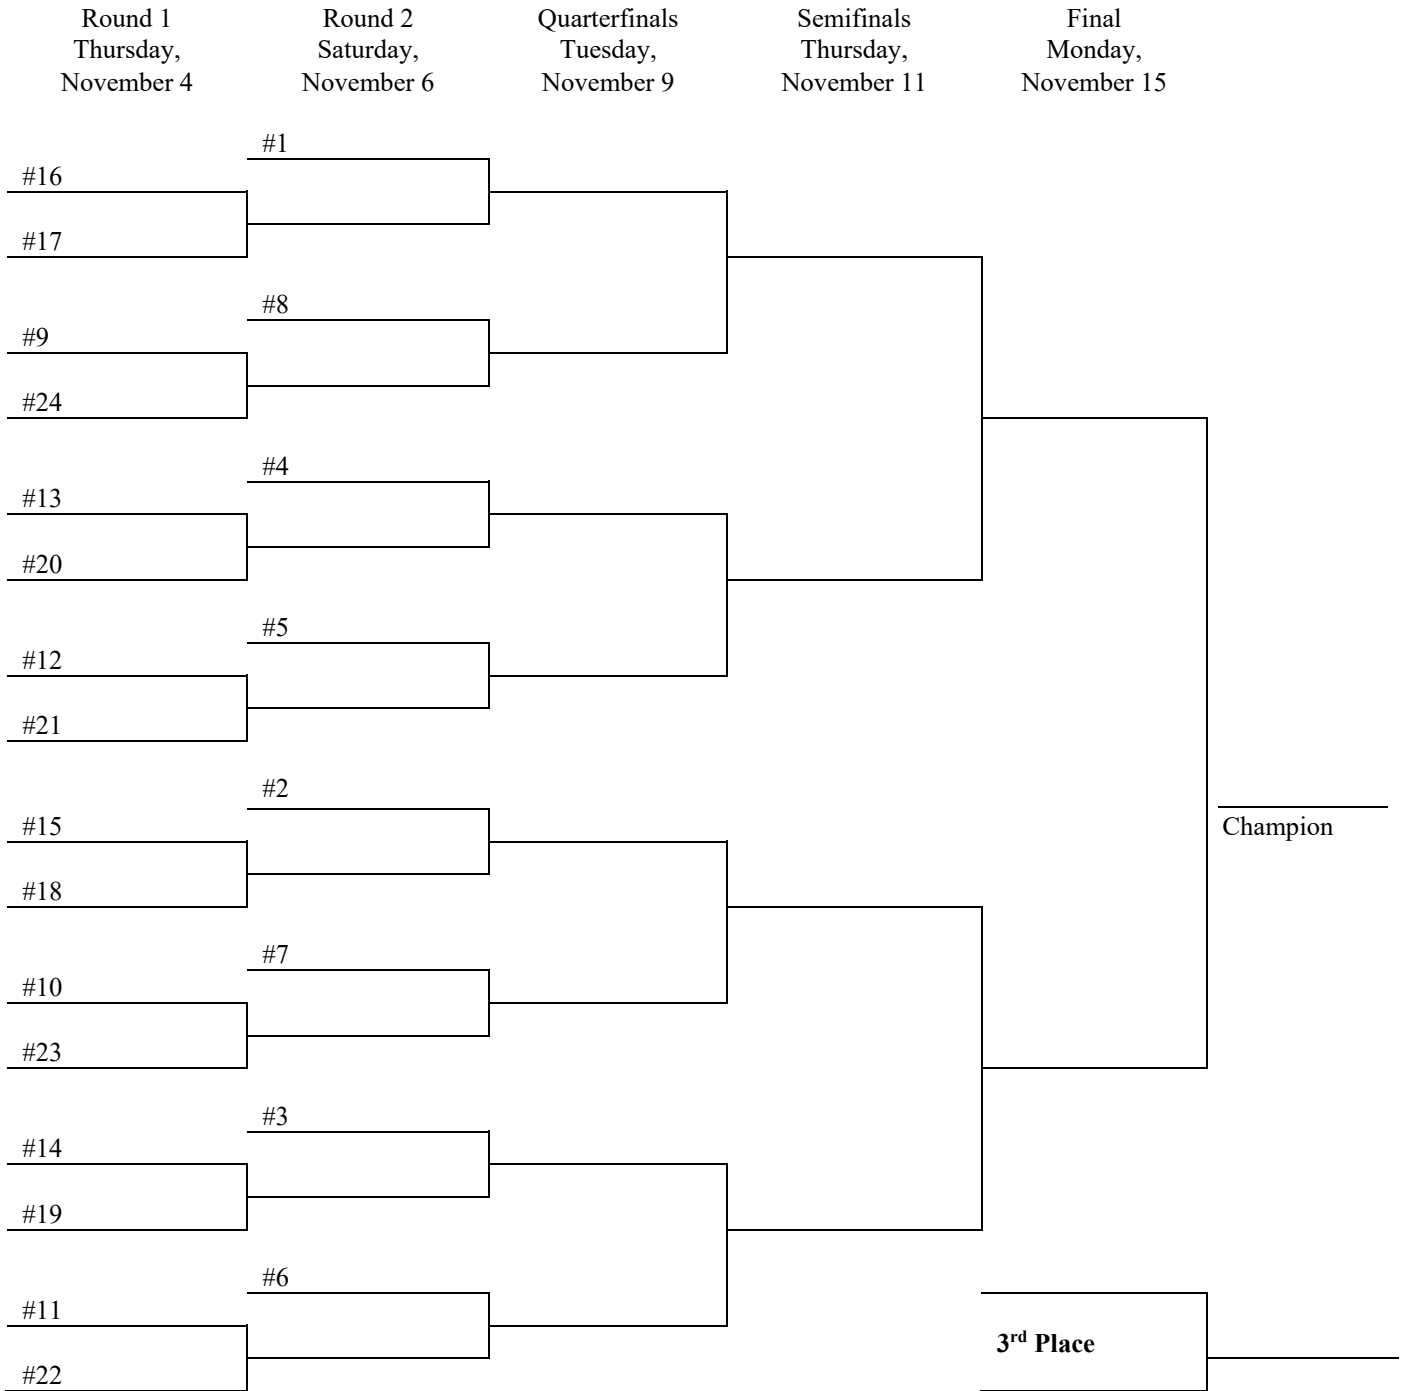 Round 1
Thursday,
November 4
Round 2
Saturday,
November 6
Quarterfinals
Tuesday,
November 9
Semifinals
Thursday,
November 11
Final
Monday,
November 15
#1
#16
#17
#8
#9
#24
#4
#13
#20
#5
#12
#21
#2
#15
#18
#7
#10
#23
#3
#14
#19
#6
#11
#22
Champion
3rd Place